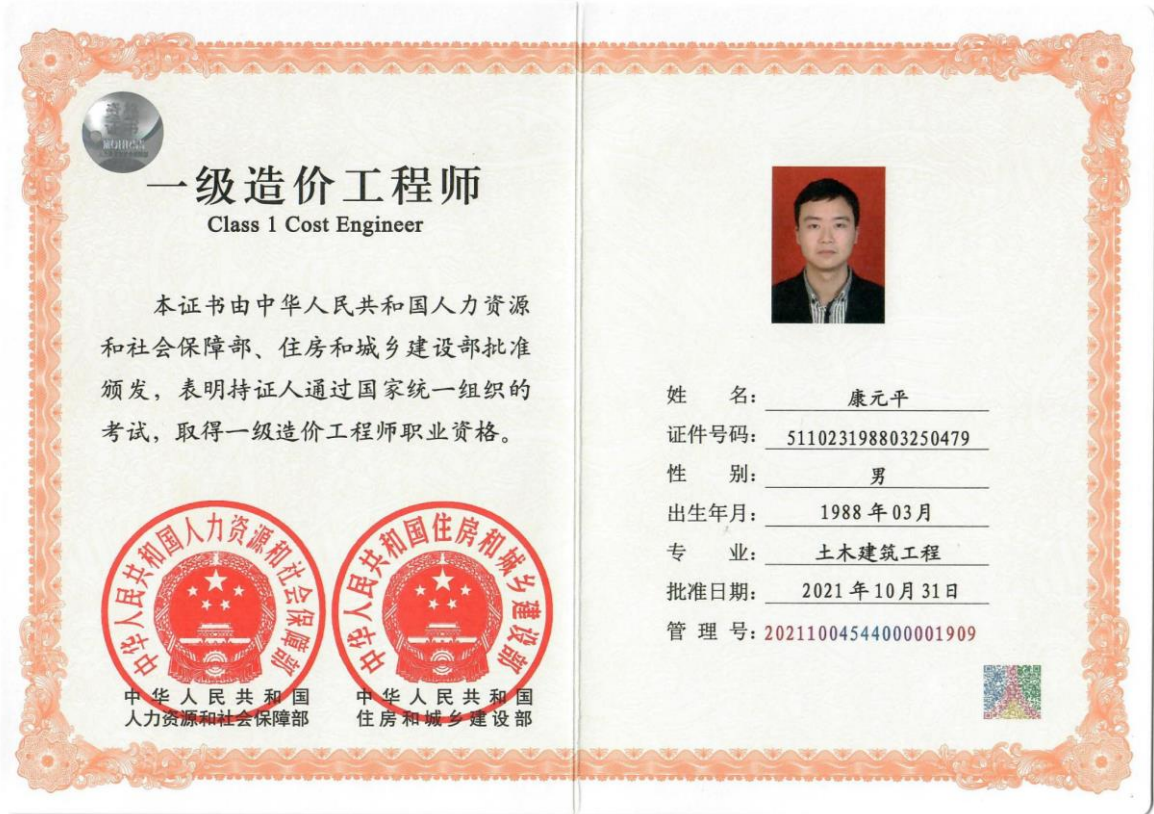 一级造价工程师
Class 1 Cost Engineer
本证书由中华人民共和国人力资源
和社会保障部、住房和城乡建设部批准
颁发，表明持证人通过国家统一组织的
考试，取得一级造价工程师职业资格。
中华人民共和国人力资源和社会保障部
中华人民共和国住房和城乡建设部
中华人民共和国
人力资源和社会保障部
中华人民共和国
住房和城乡建设部
姓名：康元平
证件号码：511023198803250479
性别：男
出生年月：1988年03月
专业：土木建筑工程
批准日期：2021年10月31日
管理号：20211004544000001909